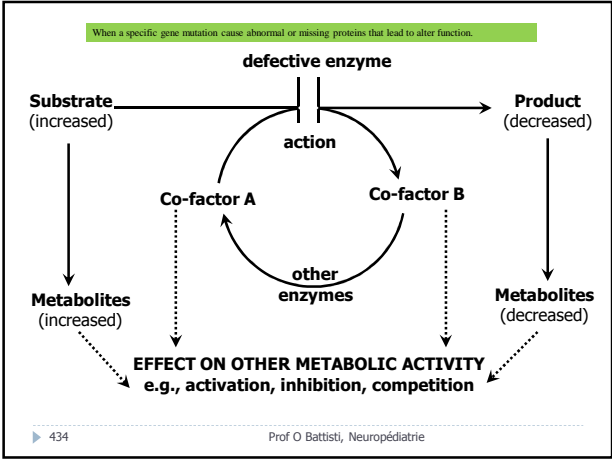 When a specific gene mutation cause abnormal or missing proteins that lead to alter function.
defective enzyme
Substrate
(increased)
Product
(decreased)
action
Co-factor A
Co-factor B
other
enzymes
Metabolites
(increased)
Metabolites
(decreased)
EFFECT ON OTHER METABOLIC ACTIVITY
e.g., activation, inhibition, competition
434
Prof O Battisti, Neuropédiatrie